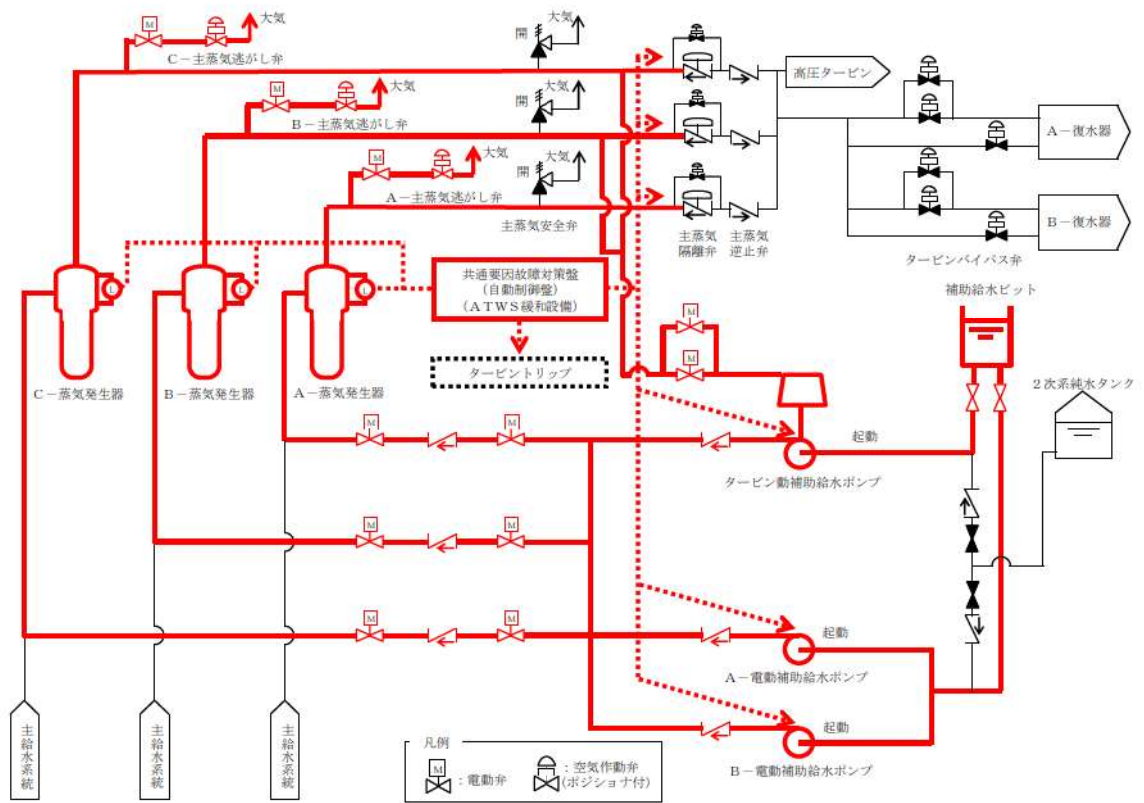 大気
M
C－主蒸気逃がし弁
開
大気
高圧タービン
大気
M
B－主蒸気逃がし弁
開
大気
A－復水器
大気
M
A－主蒸気逃がし弁
開
大気
主蒸気安全弁
主蒸気
隔離弁
主蒸気
逆止弁
B－復水器
タービンバイパス弁
L
L
L
共通要因故障対策盤
(自動制御盤)
(ATWS緩和設備)
タービントリップ
C－蒸気発生器
B－蒸気発生器
A－蒸気発生器
M
M
補助給水ピット
2次系純水タンク
M
M
起動
タービン動補助給水ポンプ
M
M
M
M
起動
A－電動補助給水ポンプ
起動
B－電動補助給水ポンプ
主給水系統
主給水系統
主給水系統
凡例
M
：電動弁
：空気作動弁
(ポジショナ付)